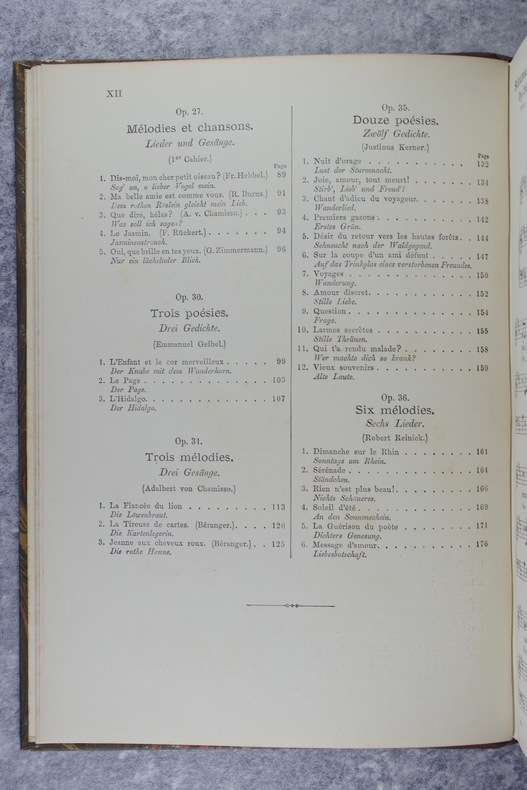 XII
Op. 27.
Mélodies et chansons.
Lieder und Gesänge.
(1er Cahier.)
Page
1. Dis-moi, mon cher petit oiseau? (Fr. Hebbel.) 89
Sag' an, o lieber Vogel mein.
2. Ma belle amie est comme vous. (R. Burns.) 91
Dem rothen Röslein gleicht mein Lieb.
3. Que dire, hélas? (A. v. Chamisso.) . . . 93
Was soll ich sagen?
4. Le Jasmin. (F. Rückert.) . . . . . . . 94
Jasminenstrauch.
5. Oui, que brille en tes yeux. (G. Zimmermann.) 96
Nur ein lächelnder Blick.
Op. 30.
Trois poésies.
Drei Gedichte.
(Emmanuel Geibel.)
1. L'Enfant et le cor merveilleux . . . . . 99
Der Knabe mit dem Wunderhorn.
2. Le Page . . . . . . . . . . . . . . 103
Der Page.
3. L'Hidalgo. . . . . . . . . . . . . . 107
Der Hidalgo.
Op. 31.
Trois mélodies.
Drei Gesänge.
(Adalbert von Chamisso.)
1. La Fiancée du lion . . . . . . . . . 113
Die Löwenbraut.
2. La Tireuse de cartes. (Béranger.) . . . . 120
Die Kartenlegerin.
3. Jeanne aux cheveux roux. (Béranger.) . . 125
Die rothe Hanne.
Op. 35.
Douze poésies.
Zwölf Gedichte.
(Justinus Kerner.)
Page
1. Nuit d'orage . . . . . . . . . . . 132
Lust der Sturmnacht.
2. Joie, amour, tout meurt! . . . . . . . 134
Stirb', Lieb' und Freud'!
3. Chant d'adieu du voyageur. . . . . . . 138
Wanderlied.
4. Premiers gazons . . . . . . . . . . . 142
Erstes Grün.
5. Désir du retour vers les hautes forêts. . 144
Sehnsucht nach der Waldgegend.
6. Sur la coupe d'un ami défunt . . . . . 147
Auf das Trinkglas eines verstorbenen Freundes.
7. Voyages . . . . . . . . . . . . . . 150
Wanderung.
8. Amour discret. . . . . . . . . . . . 152
Stille Liebe.
9. Question . . . . . . . . . . . . . . 154
Frage.
10. Larmes secrètes . . . . . . . . . . . 155
Stille Thränen.
11. Qui t'a rendu malade? . . . . . . . . 158
Wer machte dich so krank?
12. Vieux souvenirs . . . . . . . . . . . 159
Alte Laute.
Op. 36.
Six mélodies.
Sechs Lieder.
(Robert Reinick.)
1. Dimanche sur le Rhin . . . . . . . . 161
Sonntags am Rhein.
2. Sérénade . . . . . . . . . . . . . . 164
Ständchen.
3. Rien n'est plus beau! . . . . . . . . . 166
Nichts Schöneres.
4. Soleil d'été . . . . . . . . . . . . . 169
An den Sonnenschein.
5. La Guérison du poète . . . . . . . . 171
Dichters Genesung.
6. Message d'amour. . . . . . . . . . . 176
Liebesbotschaft.